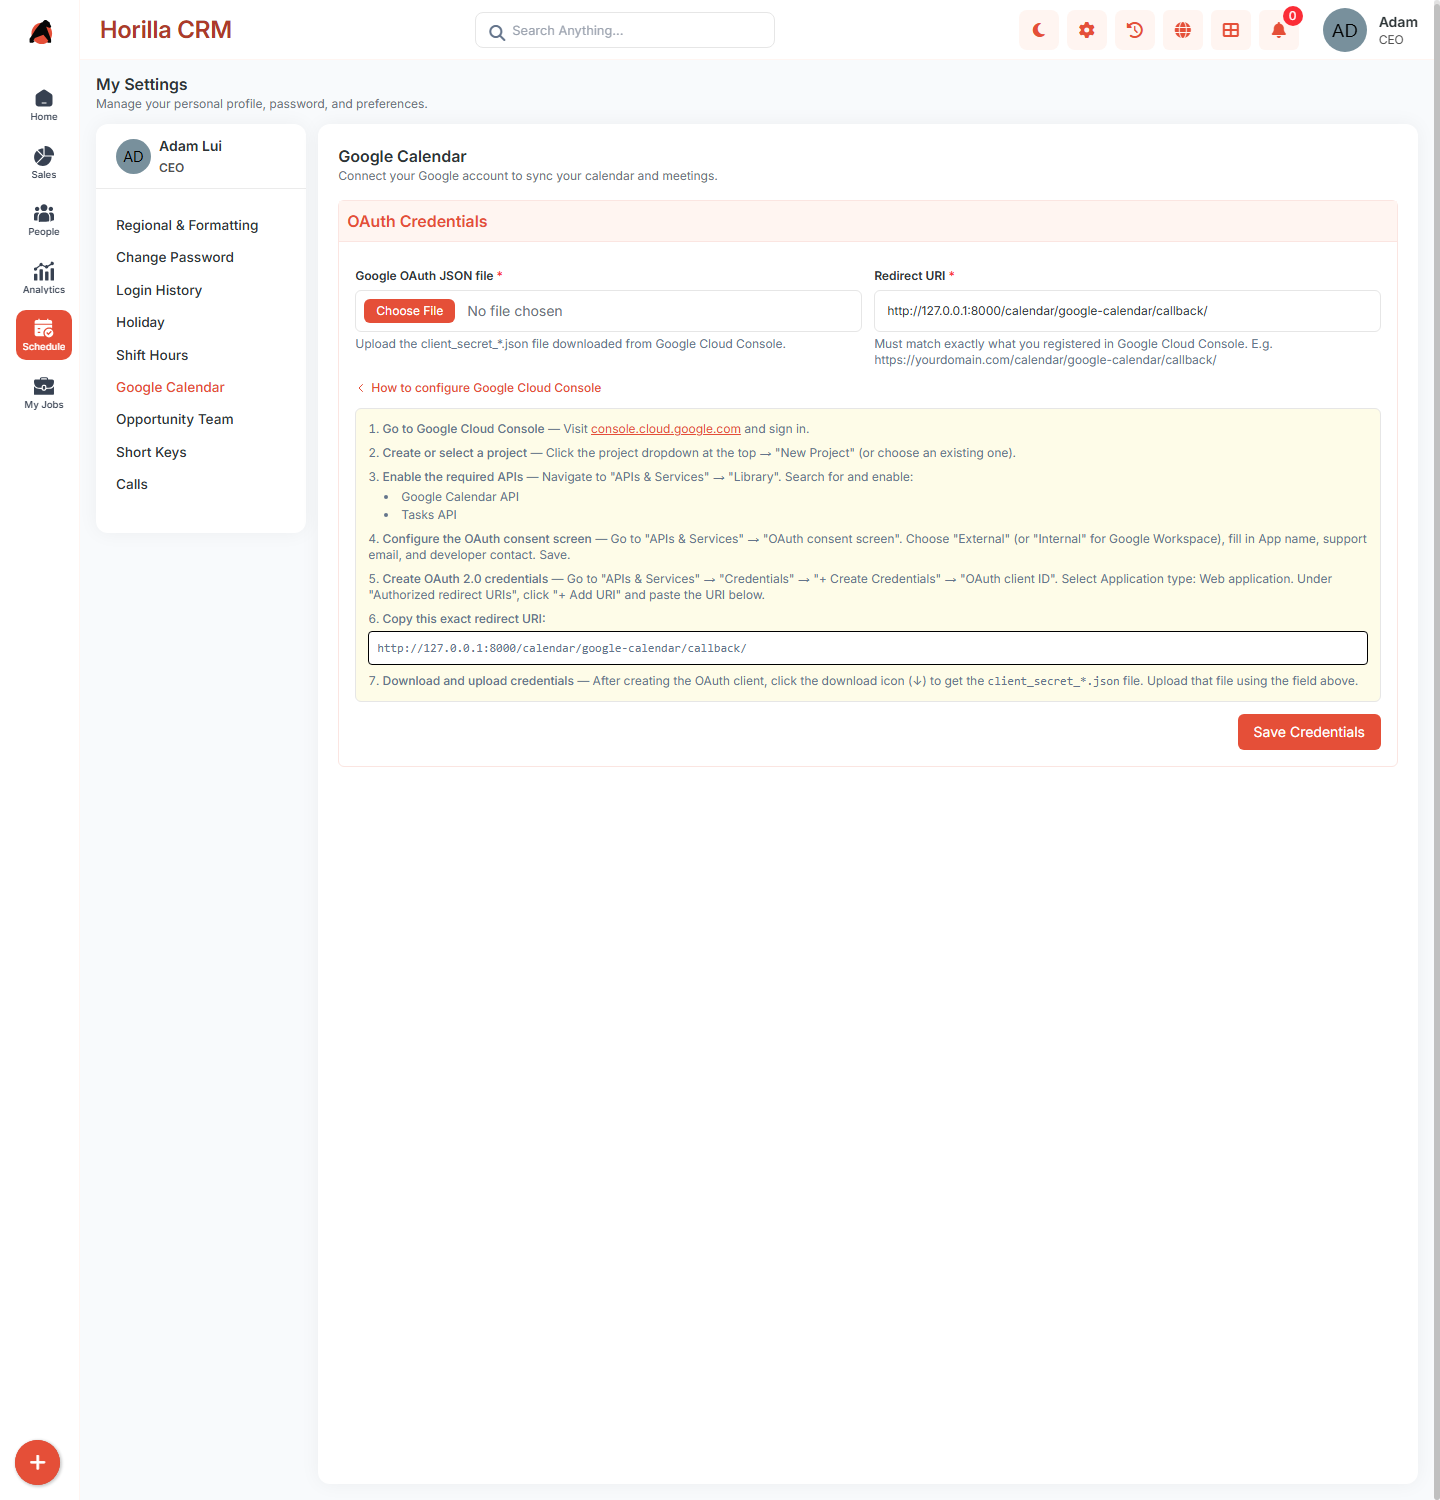 Horilla CRM
Search Anything...
0
AD
Adam
CEO
Home
Sales
People
Analytics
Schedule
My Jobs
My Settings
Manage your personal profile, password, and preferences.
AD
Adam Lui
CEO
Regional & Formatting
Change Password
Login History
Holiday
Shift Hours
Google Calendar
Opportunity Team
Short Keys
Calls
Google Calendar
Connect your Google account to sync your calendar and meetings.
OAuth Credentials
Google OAuth JSON file *
Choose File No file chosen
Upload the client_secret_*.json file downloaded from Google Cloud Console.
Redirect URI *
http://127.0.0.1:8000/calendar/google-calendar/callback/
Must match exactly what you registered in Google Cloud Console. E.g.
https://yourdomain.com/calendar/google-calendar/callback/
How to configure Google Cloud Console
1. Go to Google Cloud Console — Visit console.cloud.google.com and sign in.
2. Create or select a project — Click the project dropdown at the top → "New Project" (or choose an existing one).
3. Enable the required APIs — Navigate to "APIs & Services" → "Library". Search for and enable:
• Google Calendar API
• Tasks API
4. Configure the OAuth consent screen — Go to "APIs & Services" → "OAuth consent screen". Choose "External" (or "Internal" for Google Workspace), fill in App name, support
email, and developer contact. Save.
5. Create OAuth 2.0 credentials — Go to "APIs & Services" → "Credentials" → "+ Create Credentials" → "OAuth client ID". Select Application type: Web application. Under
"Authorized redirect URIs", click "+ Add URI" and paste the URI below.
6. Copy this exact redirect URI:
http://127.0.0.1:8000/calendar/google-calendar/callback/
7. Download and upload credentials — After creating the OAuth client, click the download icon (↓) to get the client_secret_*.json file. Upload that file using the field above.
Save Credentials